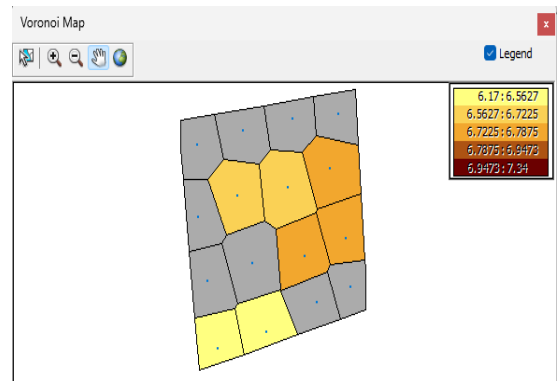 Voronoi Map
x
Legend
6.17 : 6.5627
6.5627 : 6.7225
6.7225 : 6.7875
6.7875 : 6.9473
6.9473 : 7.34